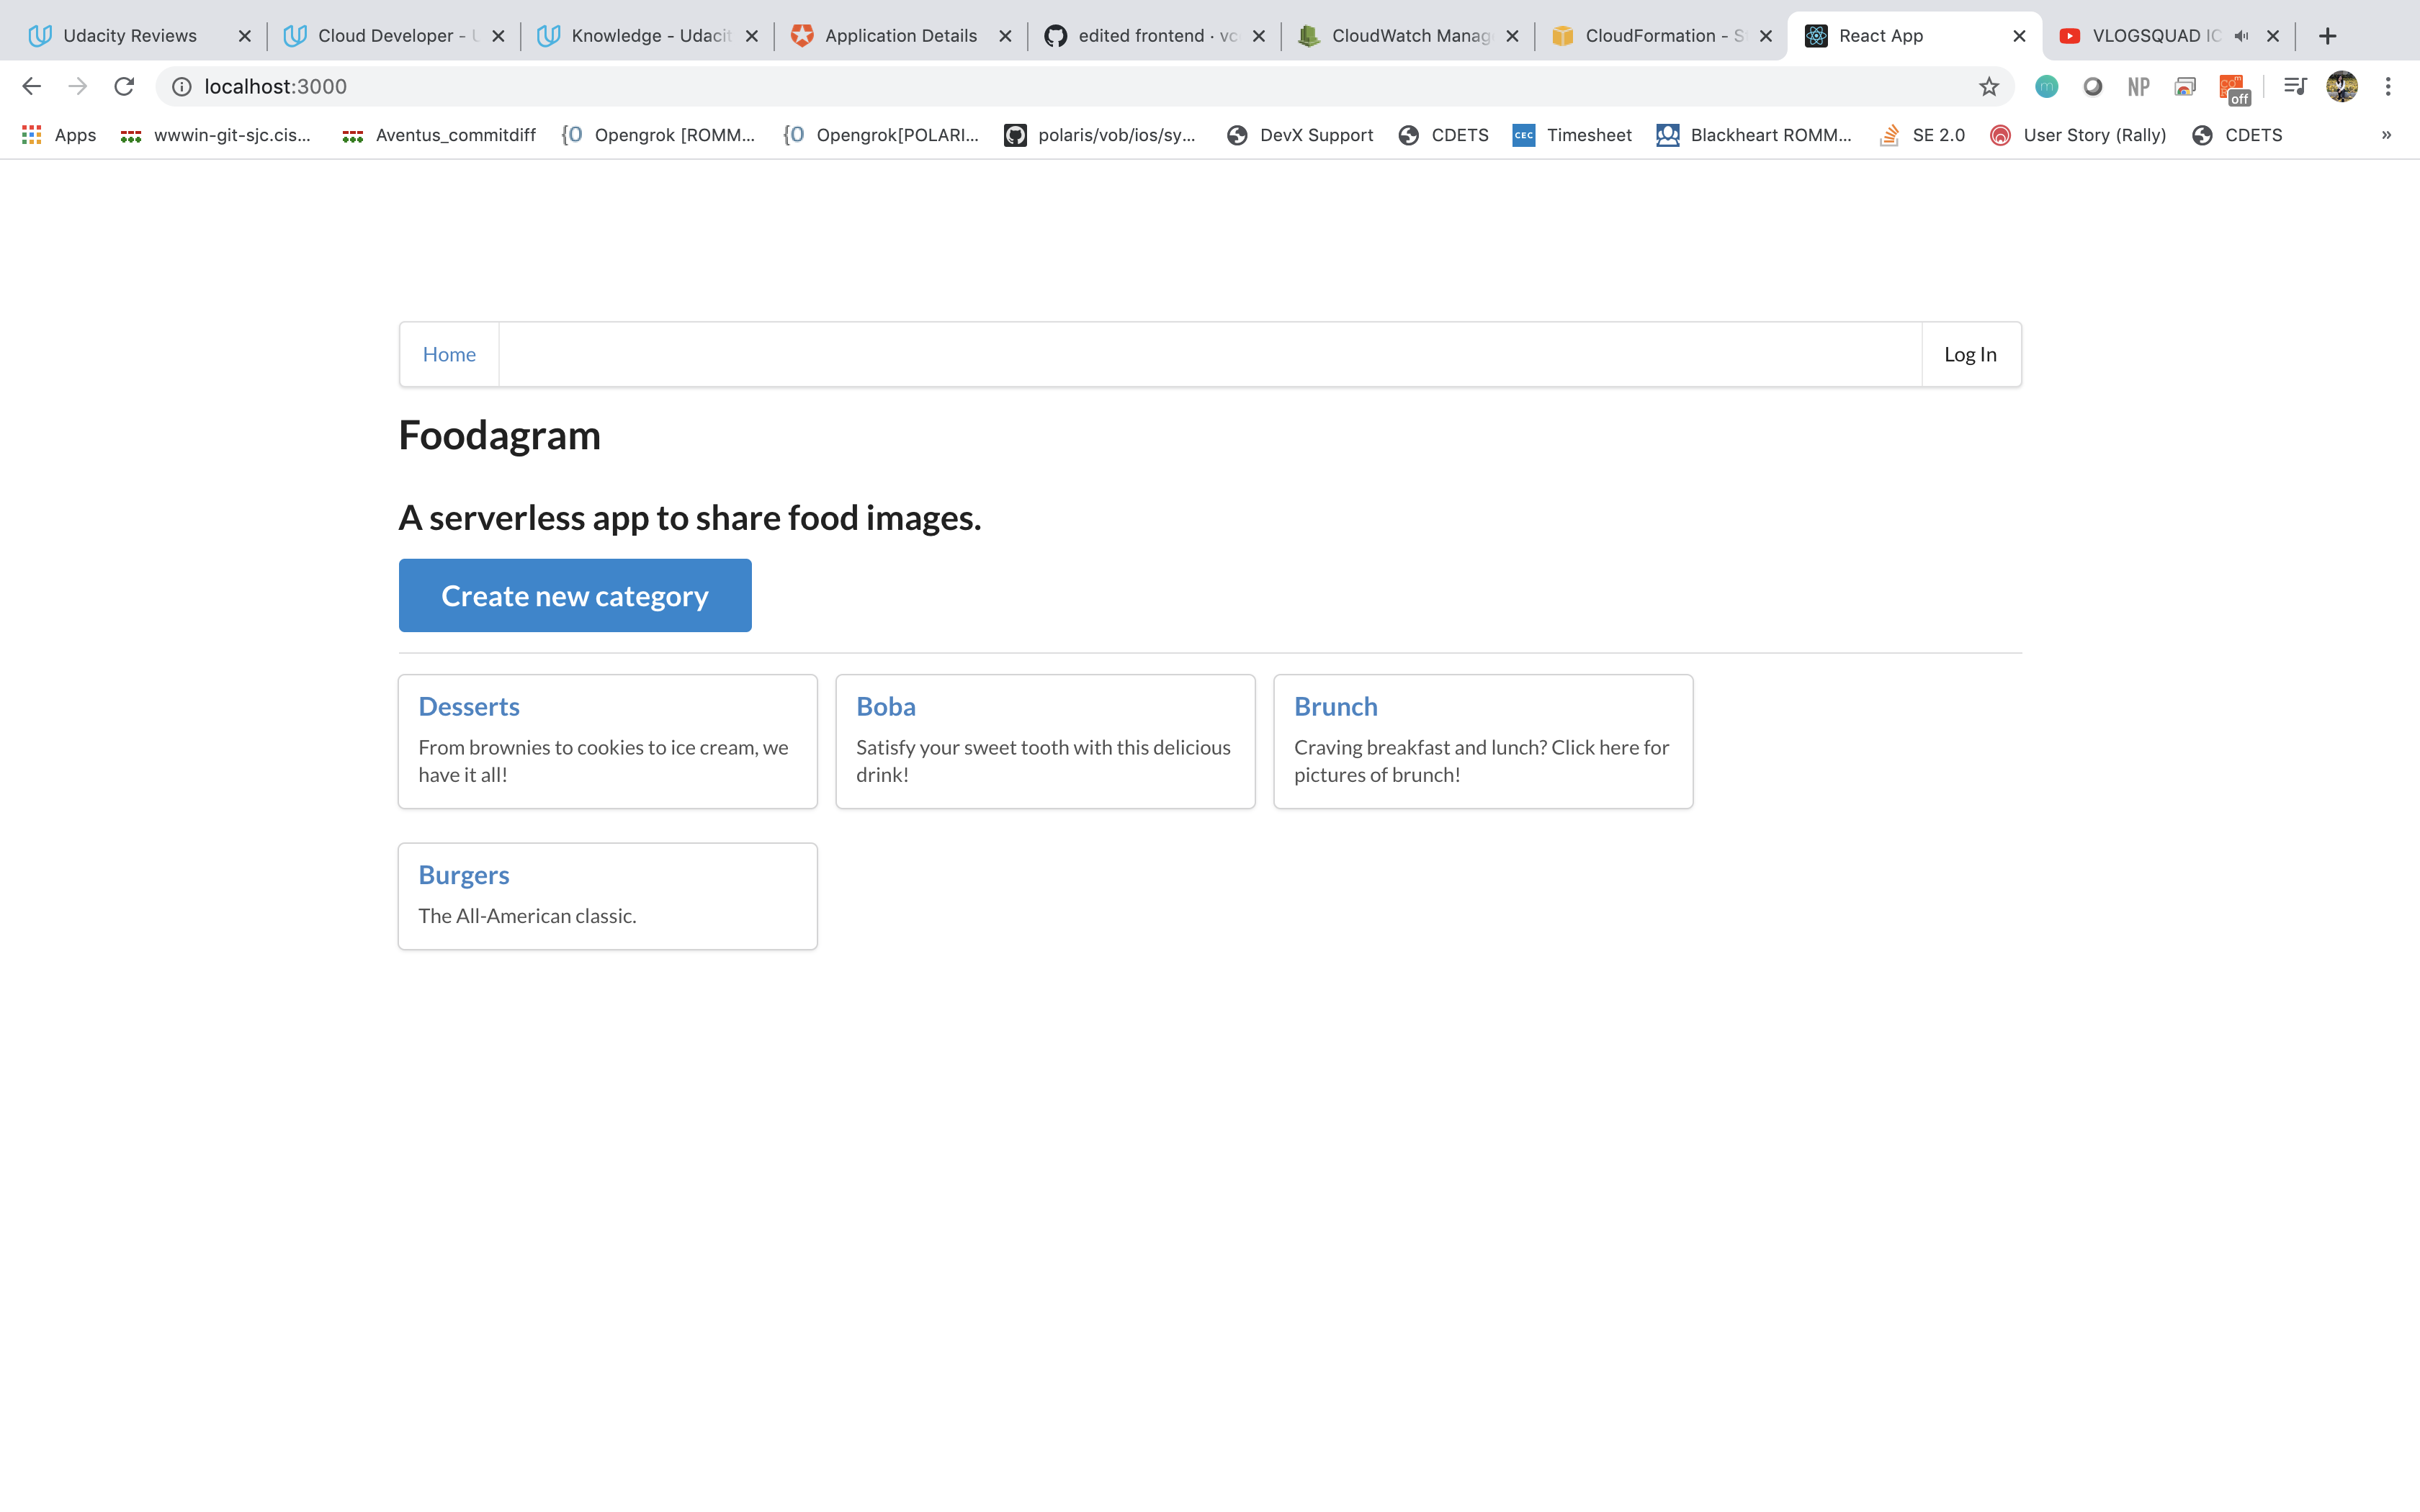 Udacity Reviews
Cloud Developer - U
Knowledge - Udacit
Application Details
edited frontend · vc
CloudWatch Manag
CloudFormation - S
React App
VLOGSQUAD IC
localhost:3000
m
NP
off
Apps
wwwin-git-sjc.cis...
Aventus_commitdiff
{O Opengrok [ROMM...
{O Opengrok[POLARI...
polaris/vob/ios/sy...
DevX Support
CDETS
CEC Timesheet
Blackheart ROMM...
SE 2.0
User Story (Rally)
CDETS
»
Home
Log In
Foodagram
A serverless app to share food images.
Create new category
Desserts
From brownies to cookies to ice cream, we
have it all!
Boba
Satisfy your sweet tooth with this delicious
drink!
Brunch
Craving breakfast and lunch? Click here for
pictures of brunch!
Burgers
The All-American classic.